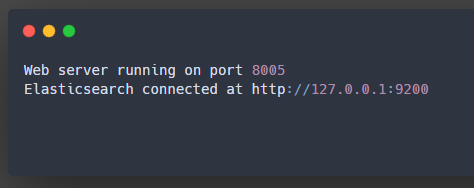 Web server running on port 8005
Elasticsearch connected at http://127.0.0.1:9200